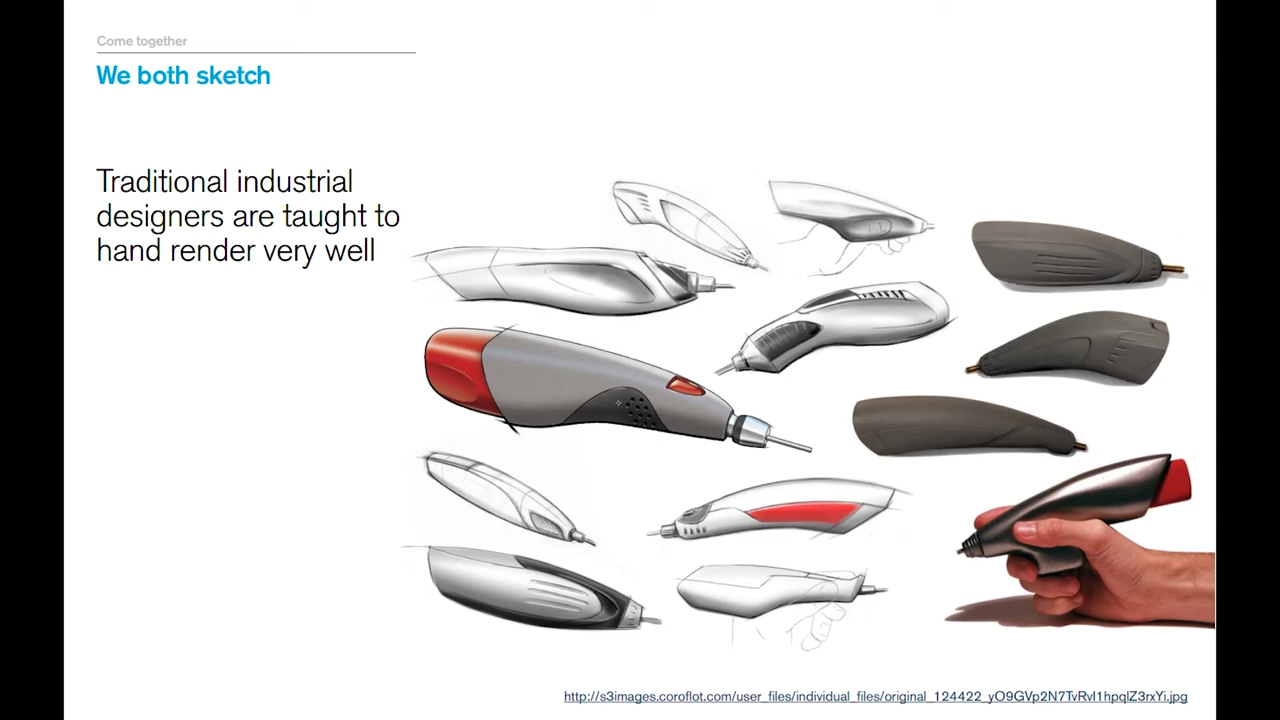 Come together
We both sketch
Traditional industrial
designers are taught to
hand render very well
http://s3images.coroflot.com/user_files/individual_files/original_124422_yO9GVp2N7TvRvI1hpqlZ3rxYi.jpg